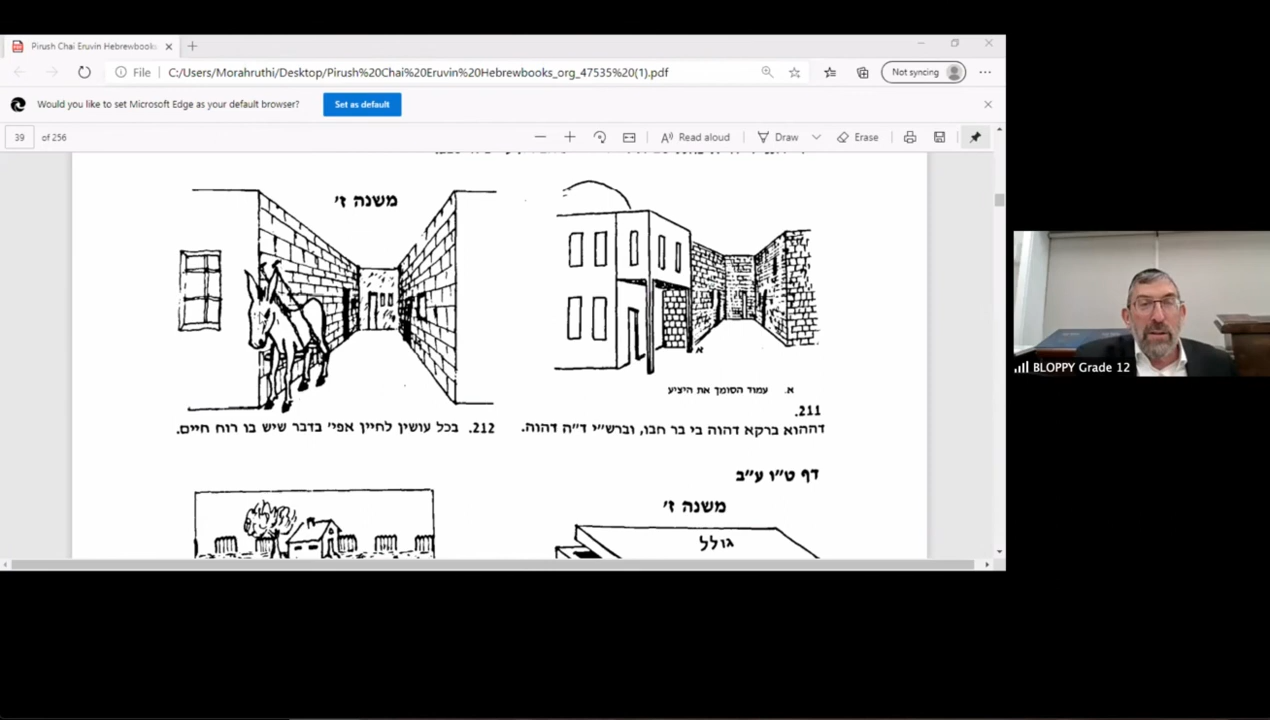 Pirush Chai Eruvin Hebrewbooks
File
C:/Users/Morahruthi/Desktop/Pirush%20Chai%20Eruvin%20Hebrewbooks_org_47535%20(1).pdf
Not syncing
Would you like to set Microsoft Edge as your default browser?
Set as default
39 of 256
Read aloud
Draw
Erase
משנה ז׳
א
א. עמוד הסומך את היציע
211.
דההוא ברקא דהוה בי בר חבו, וברש״י ד״ה דהוה.
212. בכל עושין לחיין אפי׳ בדבר שיש בו רוח חיים.
דף ט״ו ע״ב
משנה ז׳
גולל
BLOPPY Grade 12